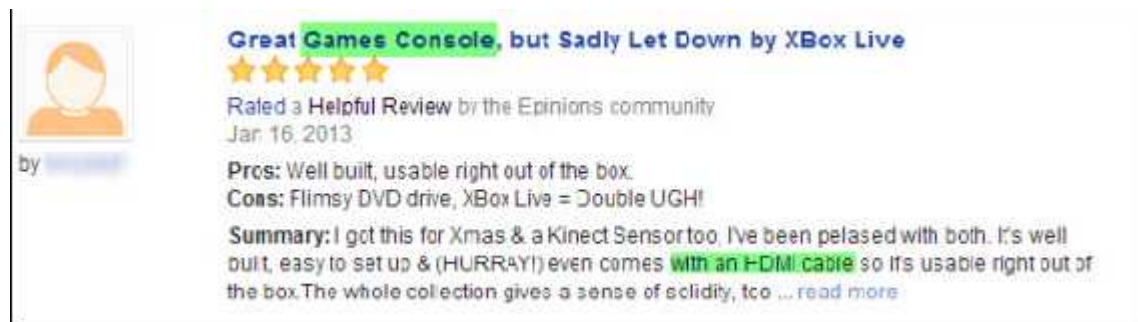 Great Games Console, but Sadly Let Down by XBox Live
Rated a Helpful Review by the Epinions community
Jan 16, 2013
by
Pros: Well built, usable right out of the box.
Cons: Flimsy DVD drive, XBox Live = Double UGH!
Summary: I got this for Xmas & a Kinect Sensor too, I've been pelased with both. It's well
built, easy to set up & (HURRAY!) even comes with an HDMI cable so it's usable right out of
the box.The whole collection gives a sense of solidity, too ... read more